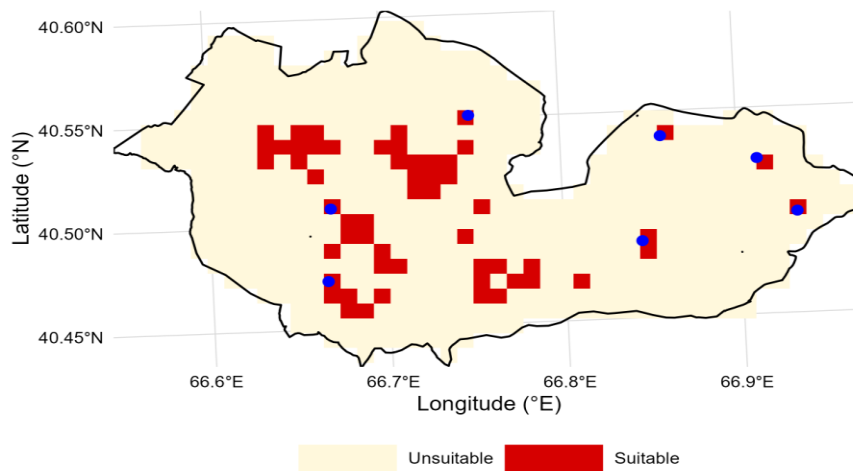 40.60°N
40.55°N
40.50°N
40.45°N
Latitude (°N)
66.6°E 66.7°E 66.8°E 66.9°E
Longitude (°E)
Unsuitable Suitable